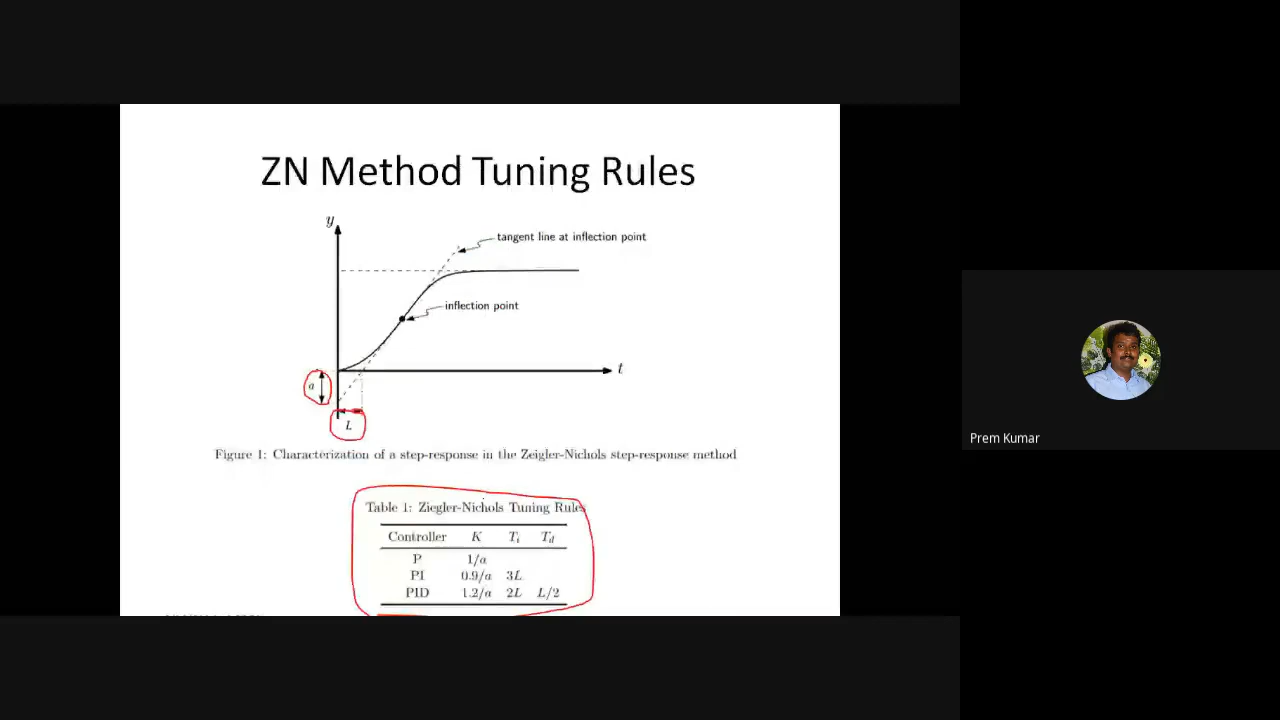 ZN Method Tuning Rules
y
tangent line at inflection point
inflection point
t
a
L
Figure 1: Characterization of a step-response in the Zeigler-Nichols step-response method
Table 1: Ziegler-Nichols Tuning Rules
Controller K Ti Td
P 1/a
PI 0.9/a 3L
PID 1.2/a 2L L/2
Prem Kumar